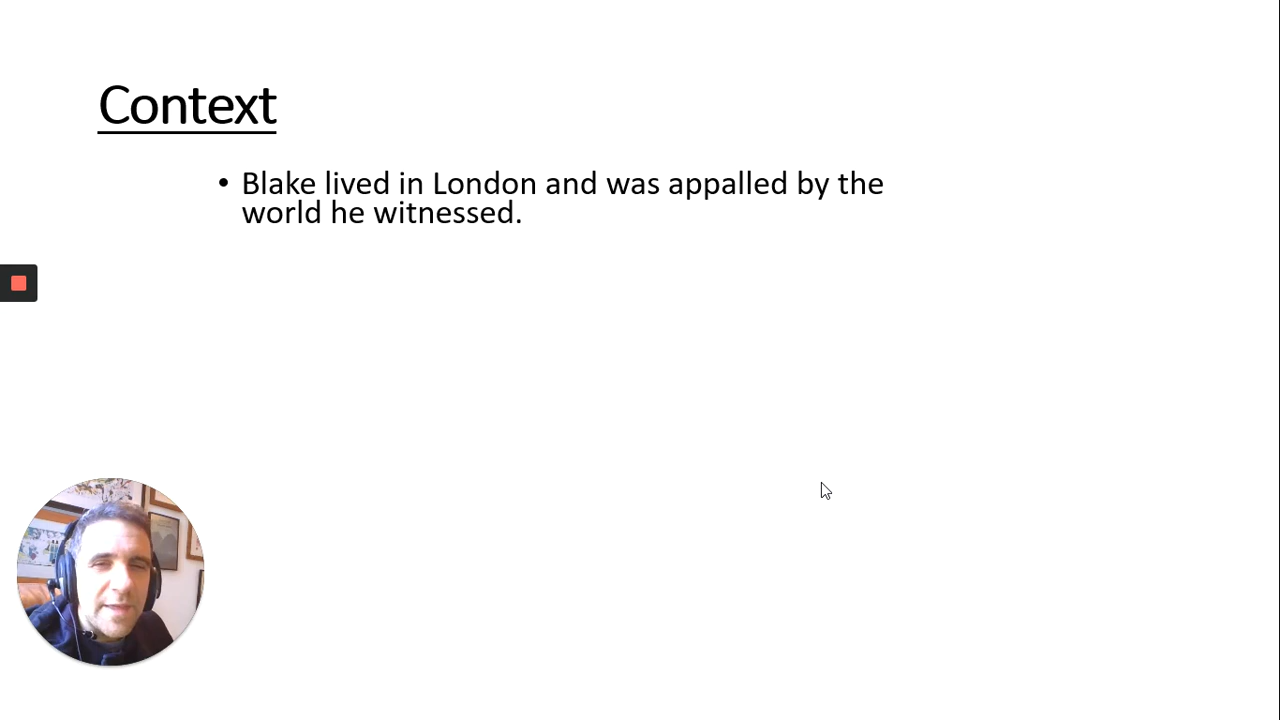 Context
• Blake lived in London and was appalled by the
world he witnessed.